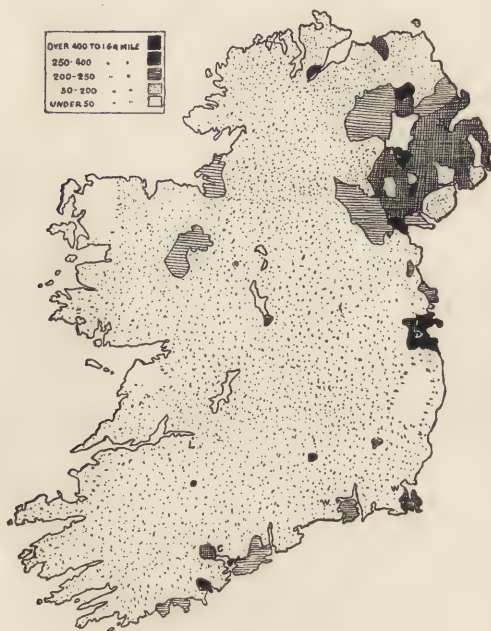 OVER 400 TO 1 SQ MILE
250-400 " "
200-250 " "
50-200 " "
UNDER 50 " "
D
L
W
W
C